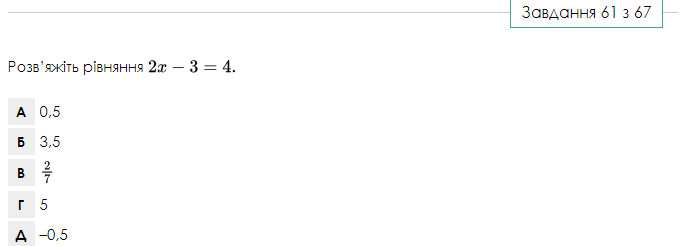 Завдання 61 з 67
Розв'яжіть рівняння 2x − 3 = 4.
А 0,5
Б 3,5
В 2/7
Г 5
Д –0,5